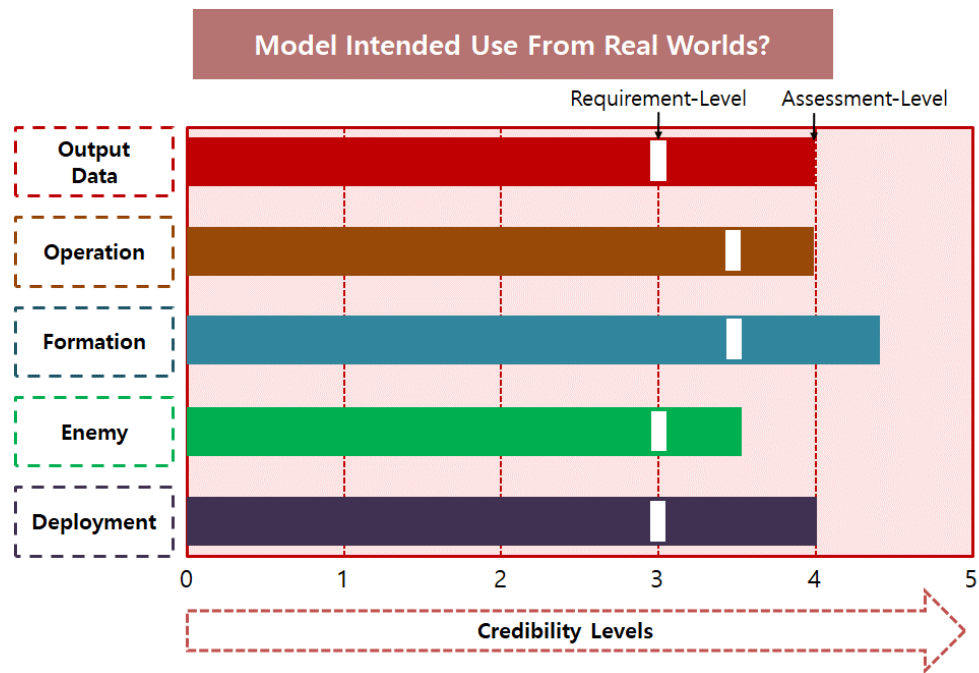 Model Intended Use From Real Worlds?
Requirement-Level
Assessment-Level
Output
Data
Operation
Formation
Enemy
Deployment
0 1 2 3 4 5
Credibility Levels